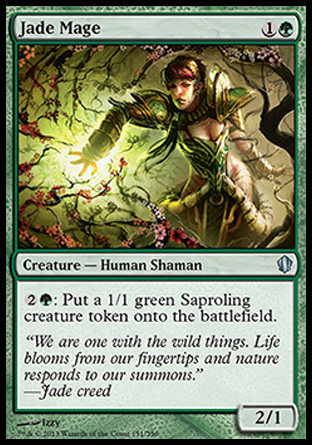 Jade Mage 1
Creature — Human Shaman
2: Put a 1/1 green Saproling
creature token onto the battlefield.
“We are one with the wild things. Life
blooms from our fingertips and nature
responds to our summons.”
—Jade creed
Izzy
™ & © 2013 Wizards of the Coast 151/356
2/1